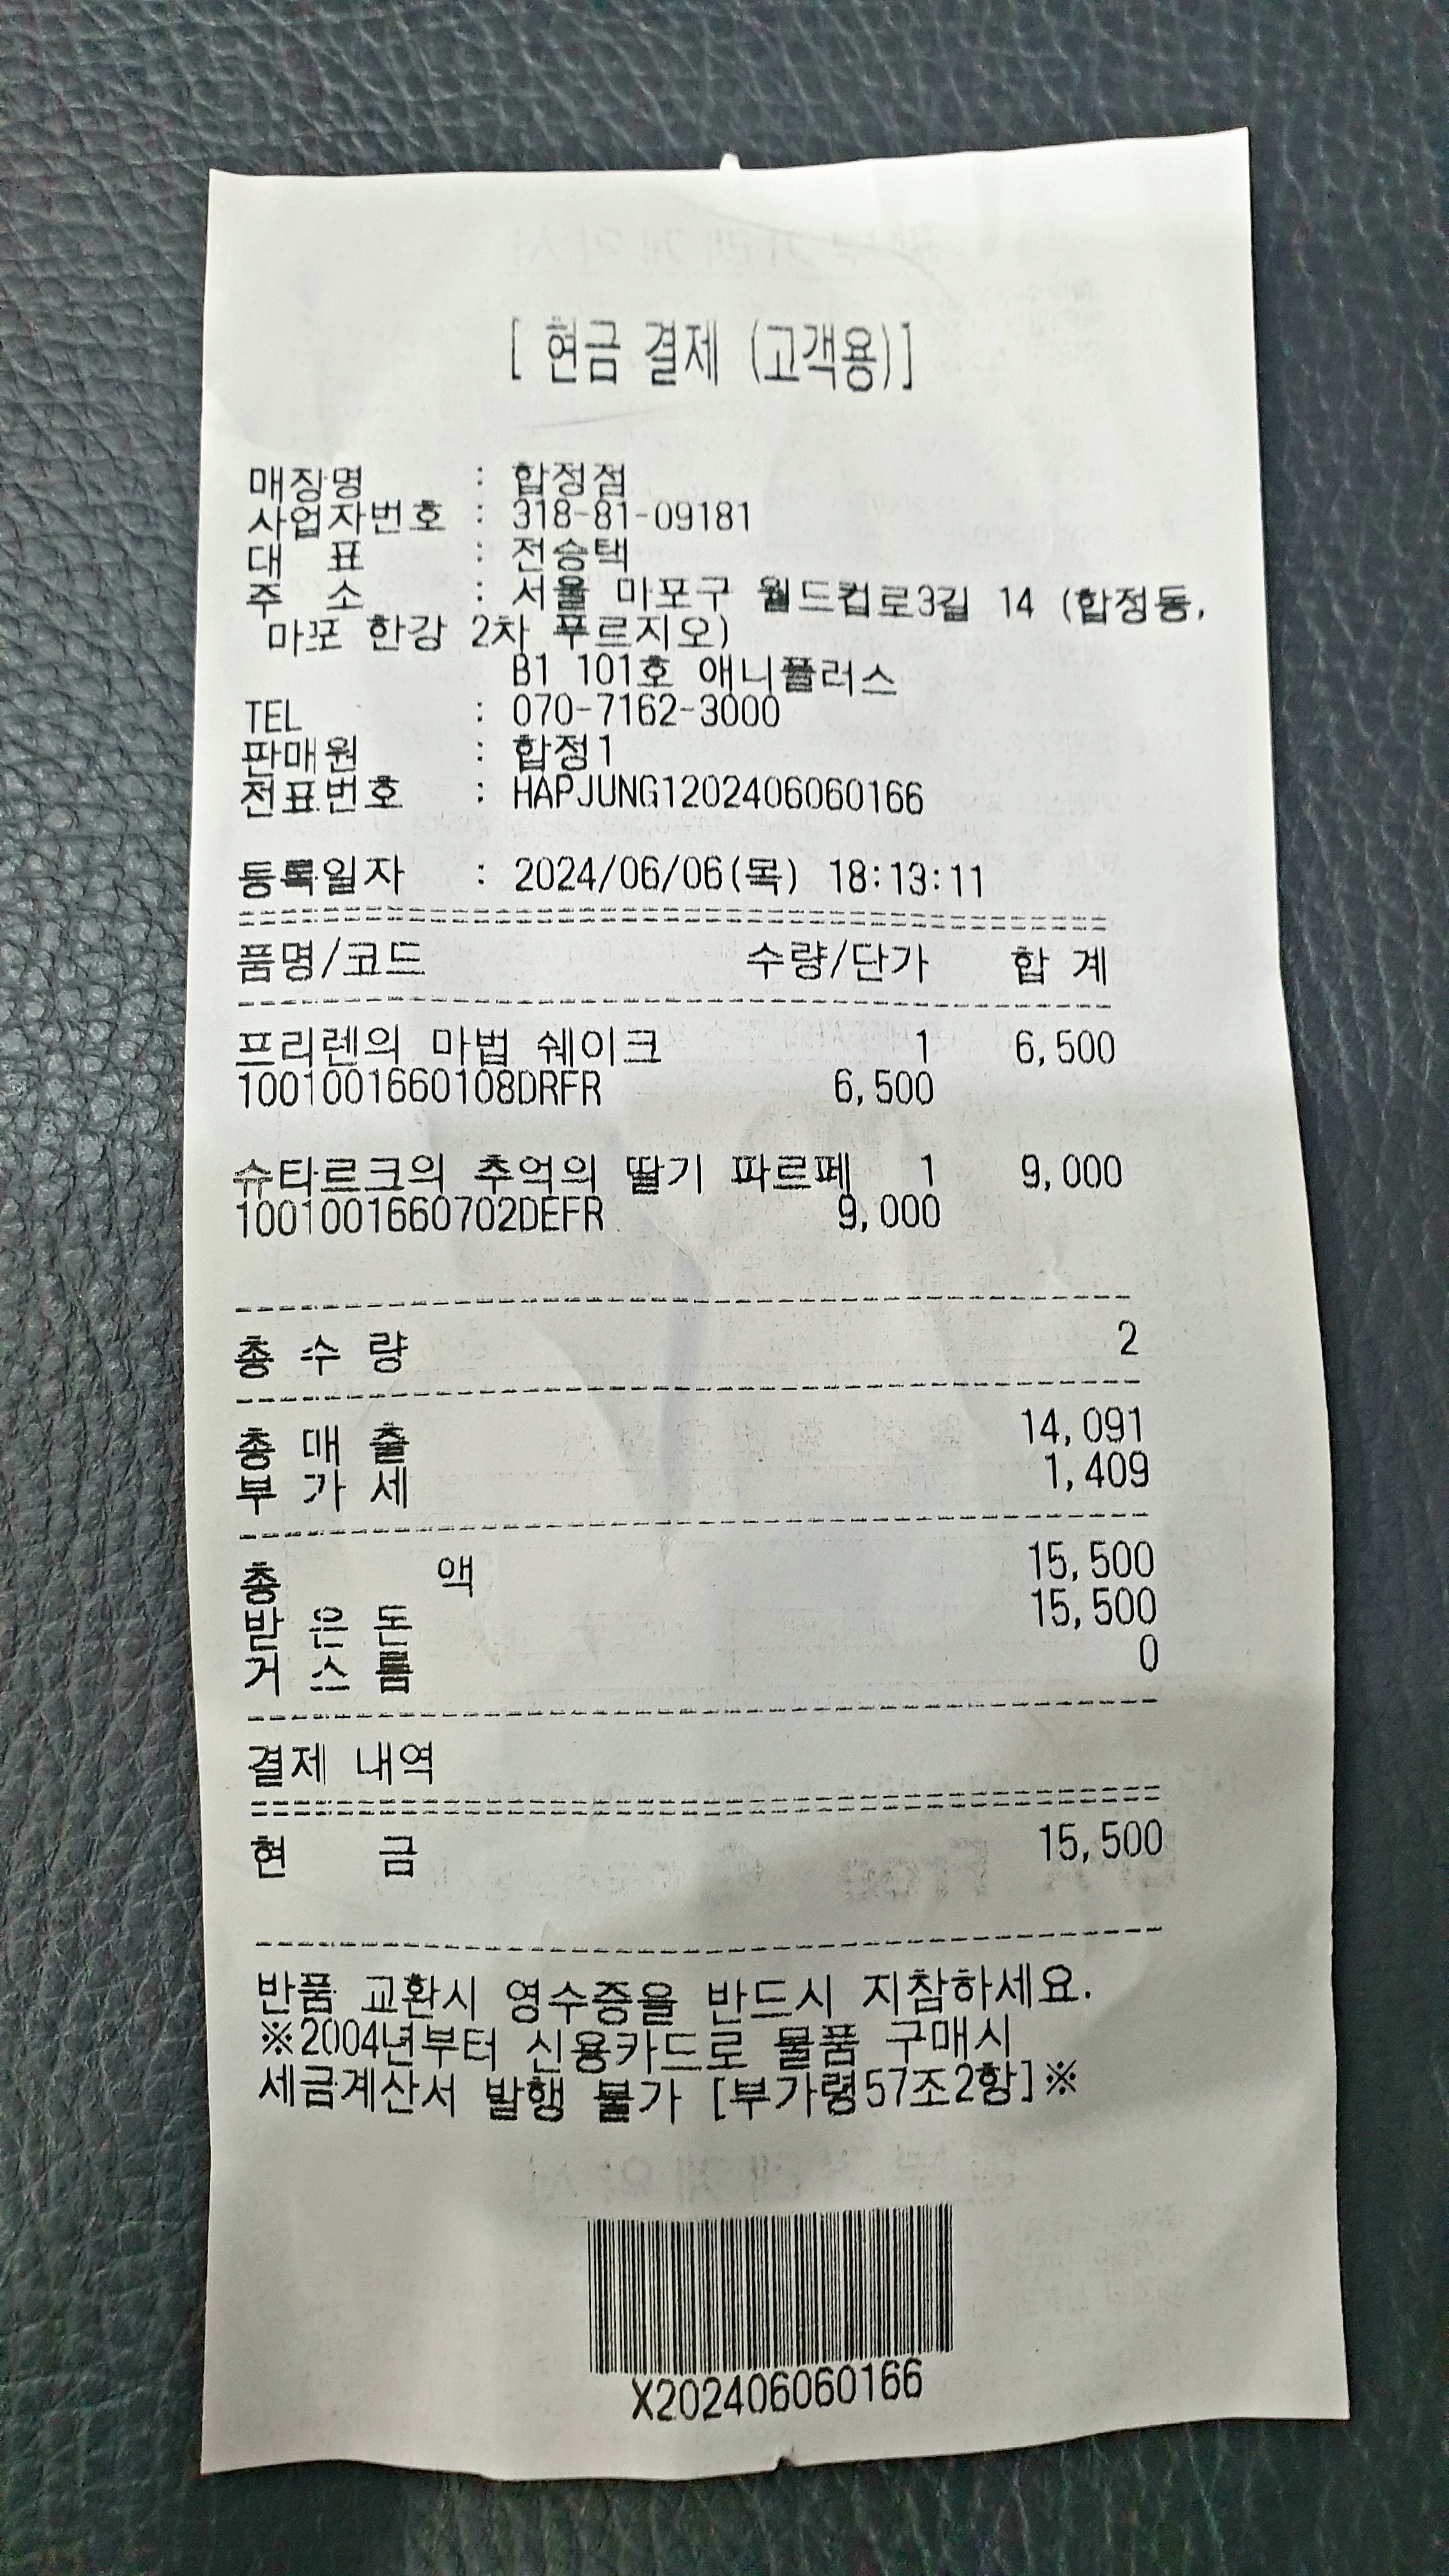 [ 현금 결제 (고객용)]
매장명 : 합정점
사업자번호 : 318-81-09181
대 표 : 전승택
주 소 : 서울 마포구 월드컵로3길 14 (합정동,
마포 한강 2차 푸르지오)
B1 101호 애니플러스
TEL : 070-7162-3000
판매원 : 합정1
전표번호 : HAPJUNG1202406060166
등록일자 : 2024/06/06(목) 18:13:11
품명/코드 수량/단가 합 계
프리렌의 마법 쉐이크 1 6,500
1001001660108DRFR 6,500
슈타르크의 추억의 딸기 파르페 1 9,000
1001001660702DEFR 9,000
총 수 량 2
총 매 출 14,091
부 가 세 1,409
총 액 15,500
받 은 돈 15,500
거 스 름 0
결제 내역
현 금 15,500
반품 교환시 영수증을 반드시 지참하세요.
※2004년부터 신용카드로 물품 구매시
세금계산서 발행 불가 [부가령57조2항]※
X202406060166